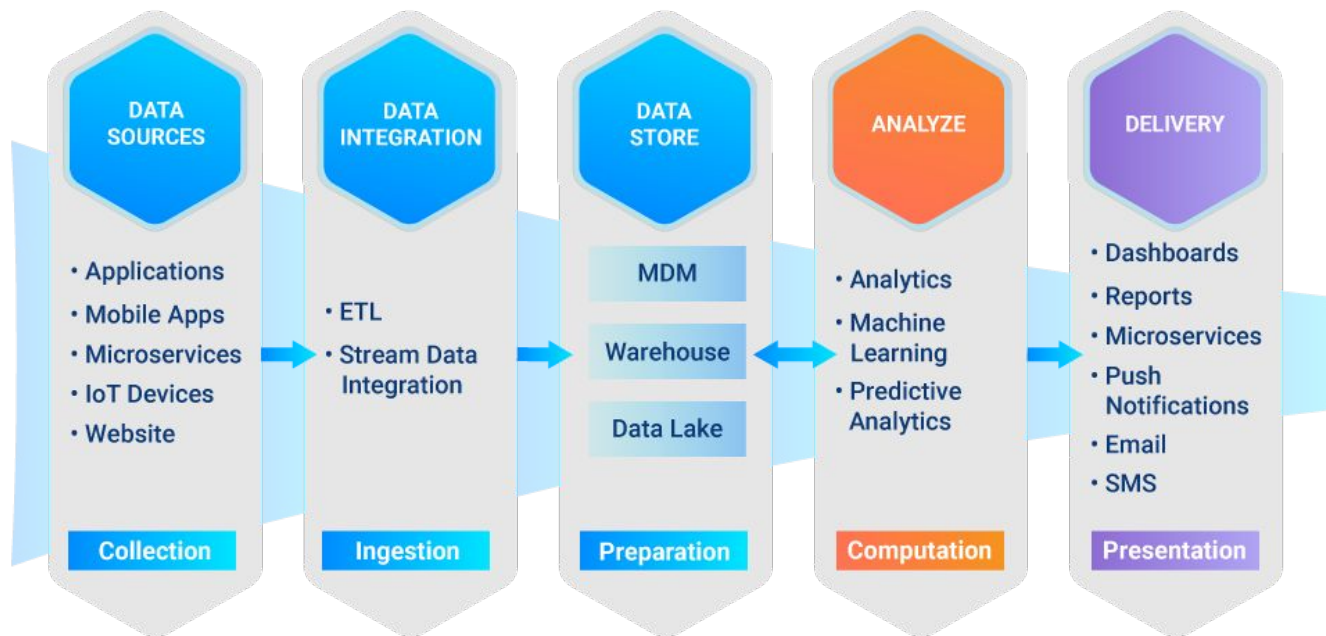 DATA
SOURCES
• Applications
• Mobile Apps
• Microservices
• IoT Devices
• Website
Collection
DATA
INTEGRATION
• ETL
• Stream Data
Integration
Ingestion
DATA
STORE
MDM
Warehouse
Data Lake
Preparation
ANALYZE
• Analytics
• Machine
Learning
• Predictive
Analytics
Computation
DELIVERY
• Dashboards
• Reports
• Microservices
• Push
Notifications
• Email
• SMS
Presentation